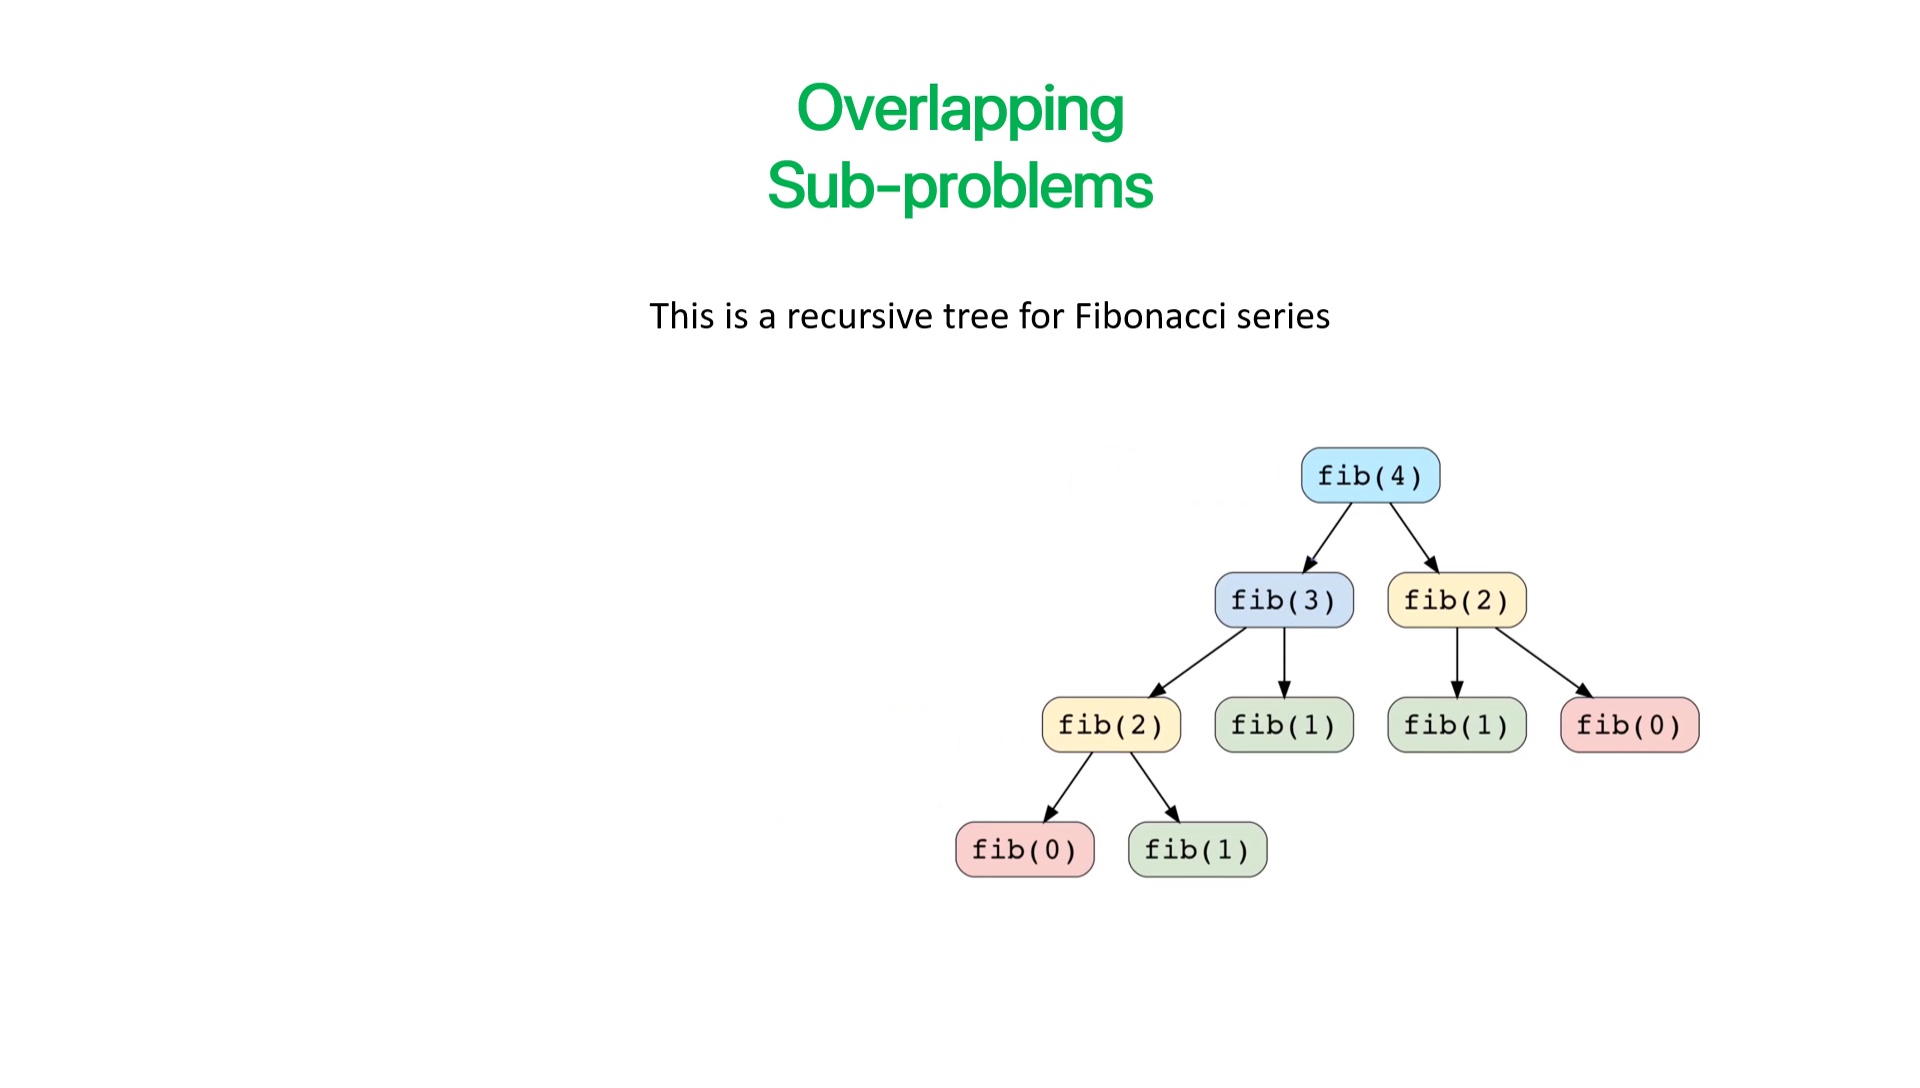 Overlapping
Sub-problems
This is a recursive tree for Fibonacci series
fib(4)
fib(3) fib(2)
fib(2) fib(1) fib(1) fib(0)
fib(0) fib(1)